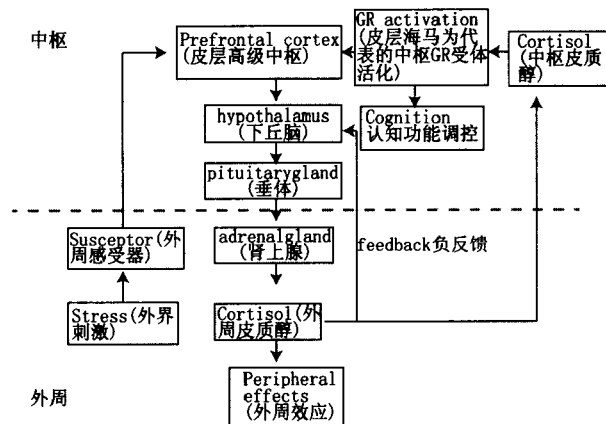 中枢
Prefrontal cortex
(皮层高级中枢)
GR activation
(皮层海马为代
表的中枢GR受体
活化)
Cortisol
(中枢皮质
醇)
hypothalamus
(下丘脑)
Cognition
认知功能调控
pituitarygland
(垂体)
Susceptor(外
周感受器)
adrenalgland
(肾上腺)
feedback负反馈
Stress(外界
刺激)
Cortisol(外
周皮质醇)
Peripheral
effects
(外周效应)
外周